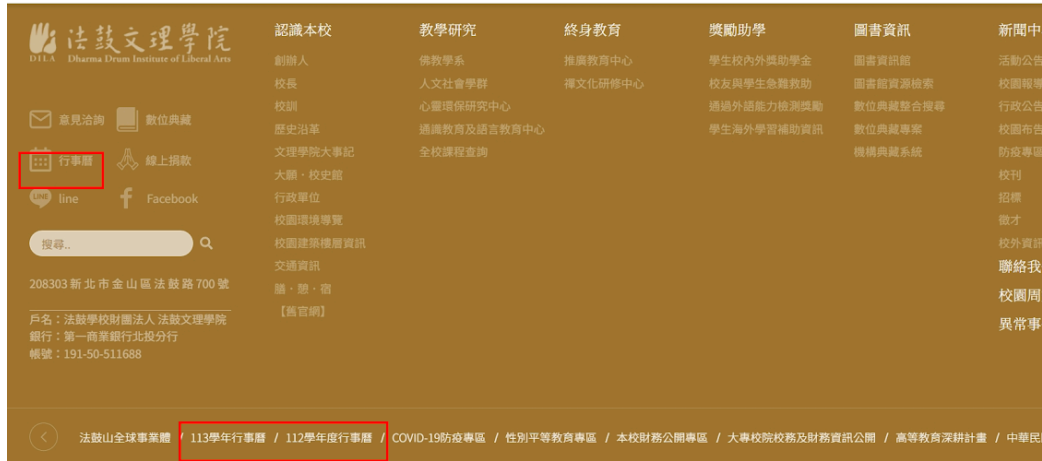 法鼓文理學院
DILA Dharma Drum Institute of Liberal Arts
意見洽詢 數位典藏
行事曆 線上捐款
LINE line f Facebook
搜尋..
208303 新北市金山區法鼓路 700 號
戶名：法鼓學校財團法人 法鼓文理學院
銀行：第一商業銀行北投分行
帳號：191-50-511688
認識本校
創辦人
校長
校訓
歷史沿革
文理學院大事記
大願・校史館
行政單位
校園環境導覽
校園建築樓層資訊
交通資訊
膳・憩・宿
【舊官網】
教學研究
佛教學系
人文社會學群
心靈環保研究中心
通識教育及語言教育中心
全校課程查詢
終身教育
推廣教育中心
禪文化研修中心
獎勵助學
學生校內外獎助學金
校友與學生急難救助
通過外語能力檢測獎勵
學生海外學習補助資訊
圖書資訊
圖書資訊館
圖書館資源檢索
數位典藏整合搜尋
數位典藏專案
機構典藏系統
新聞中
活動公告
校園報導
行政公告
校園布告
防疫專區
校刊
招標
徵才
校外資訊
聯絡我
校園周
異常事
法鼓山全球事業體 / 113學年行事曆 / 112學年度行事曆 / COVID-19防疫專區 / 性別平等教育專區 / 本校財務公開專區 / 大專校院校務及財務資訊公開 / 高等教育深耕計畫 / 中華民